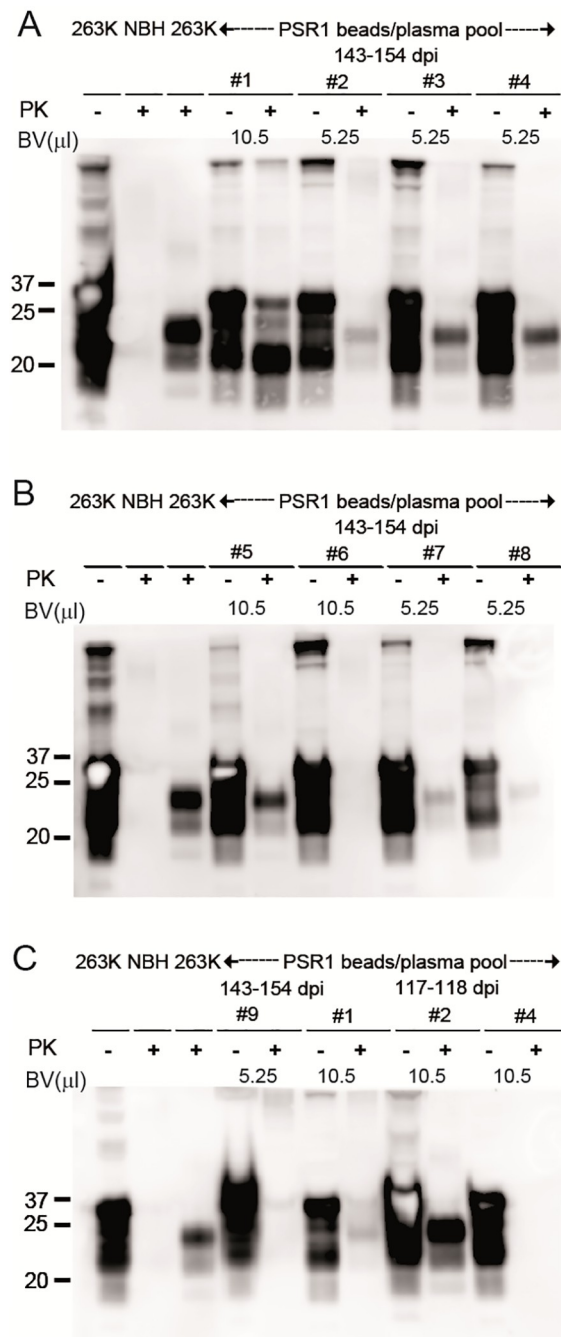 A
263K NBH 263K PSR1 beads/plasma pool
143-154 dpi
#1 #2 #3 #4
PK - + + - + - + - + - +
BV(µl) 10.5 5.25 5.25 5.25
37
25
20
B
263K NBH 263K PSR1 beads/plasma pool
143-154 dpi
#5 #6 #7 #8
PK - + + - + - + - + - +
BV(µl) 10.5 10.5 5.25 5.25
37
25
20
C
263K NBH 263K PSR1 beads/plasma pool
143-154 dpi 117-118 dpi
#9 #1 #2 #4
PK - + + - + - + - + - +
BV(µl) 5.25 10.5 10.5 10.5
37
25
20